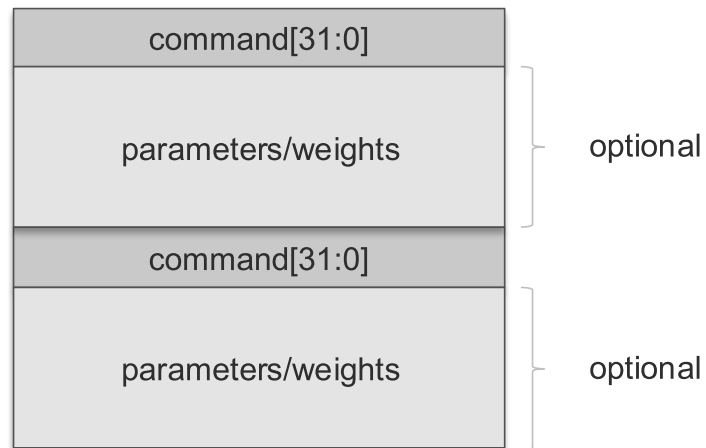 command[31:0]
parameters/weights
optional
command[31:0]
parameters/weights
optional